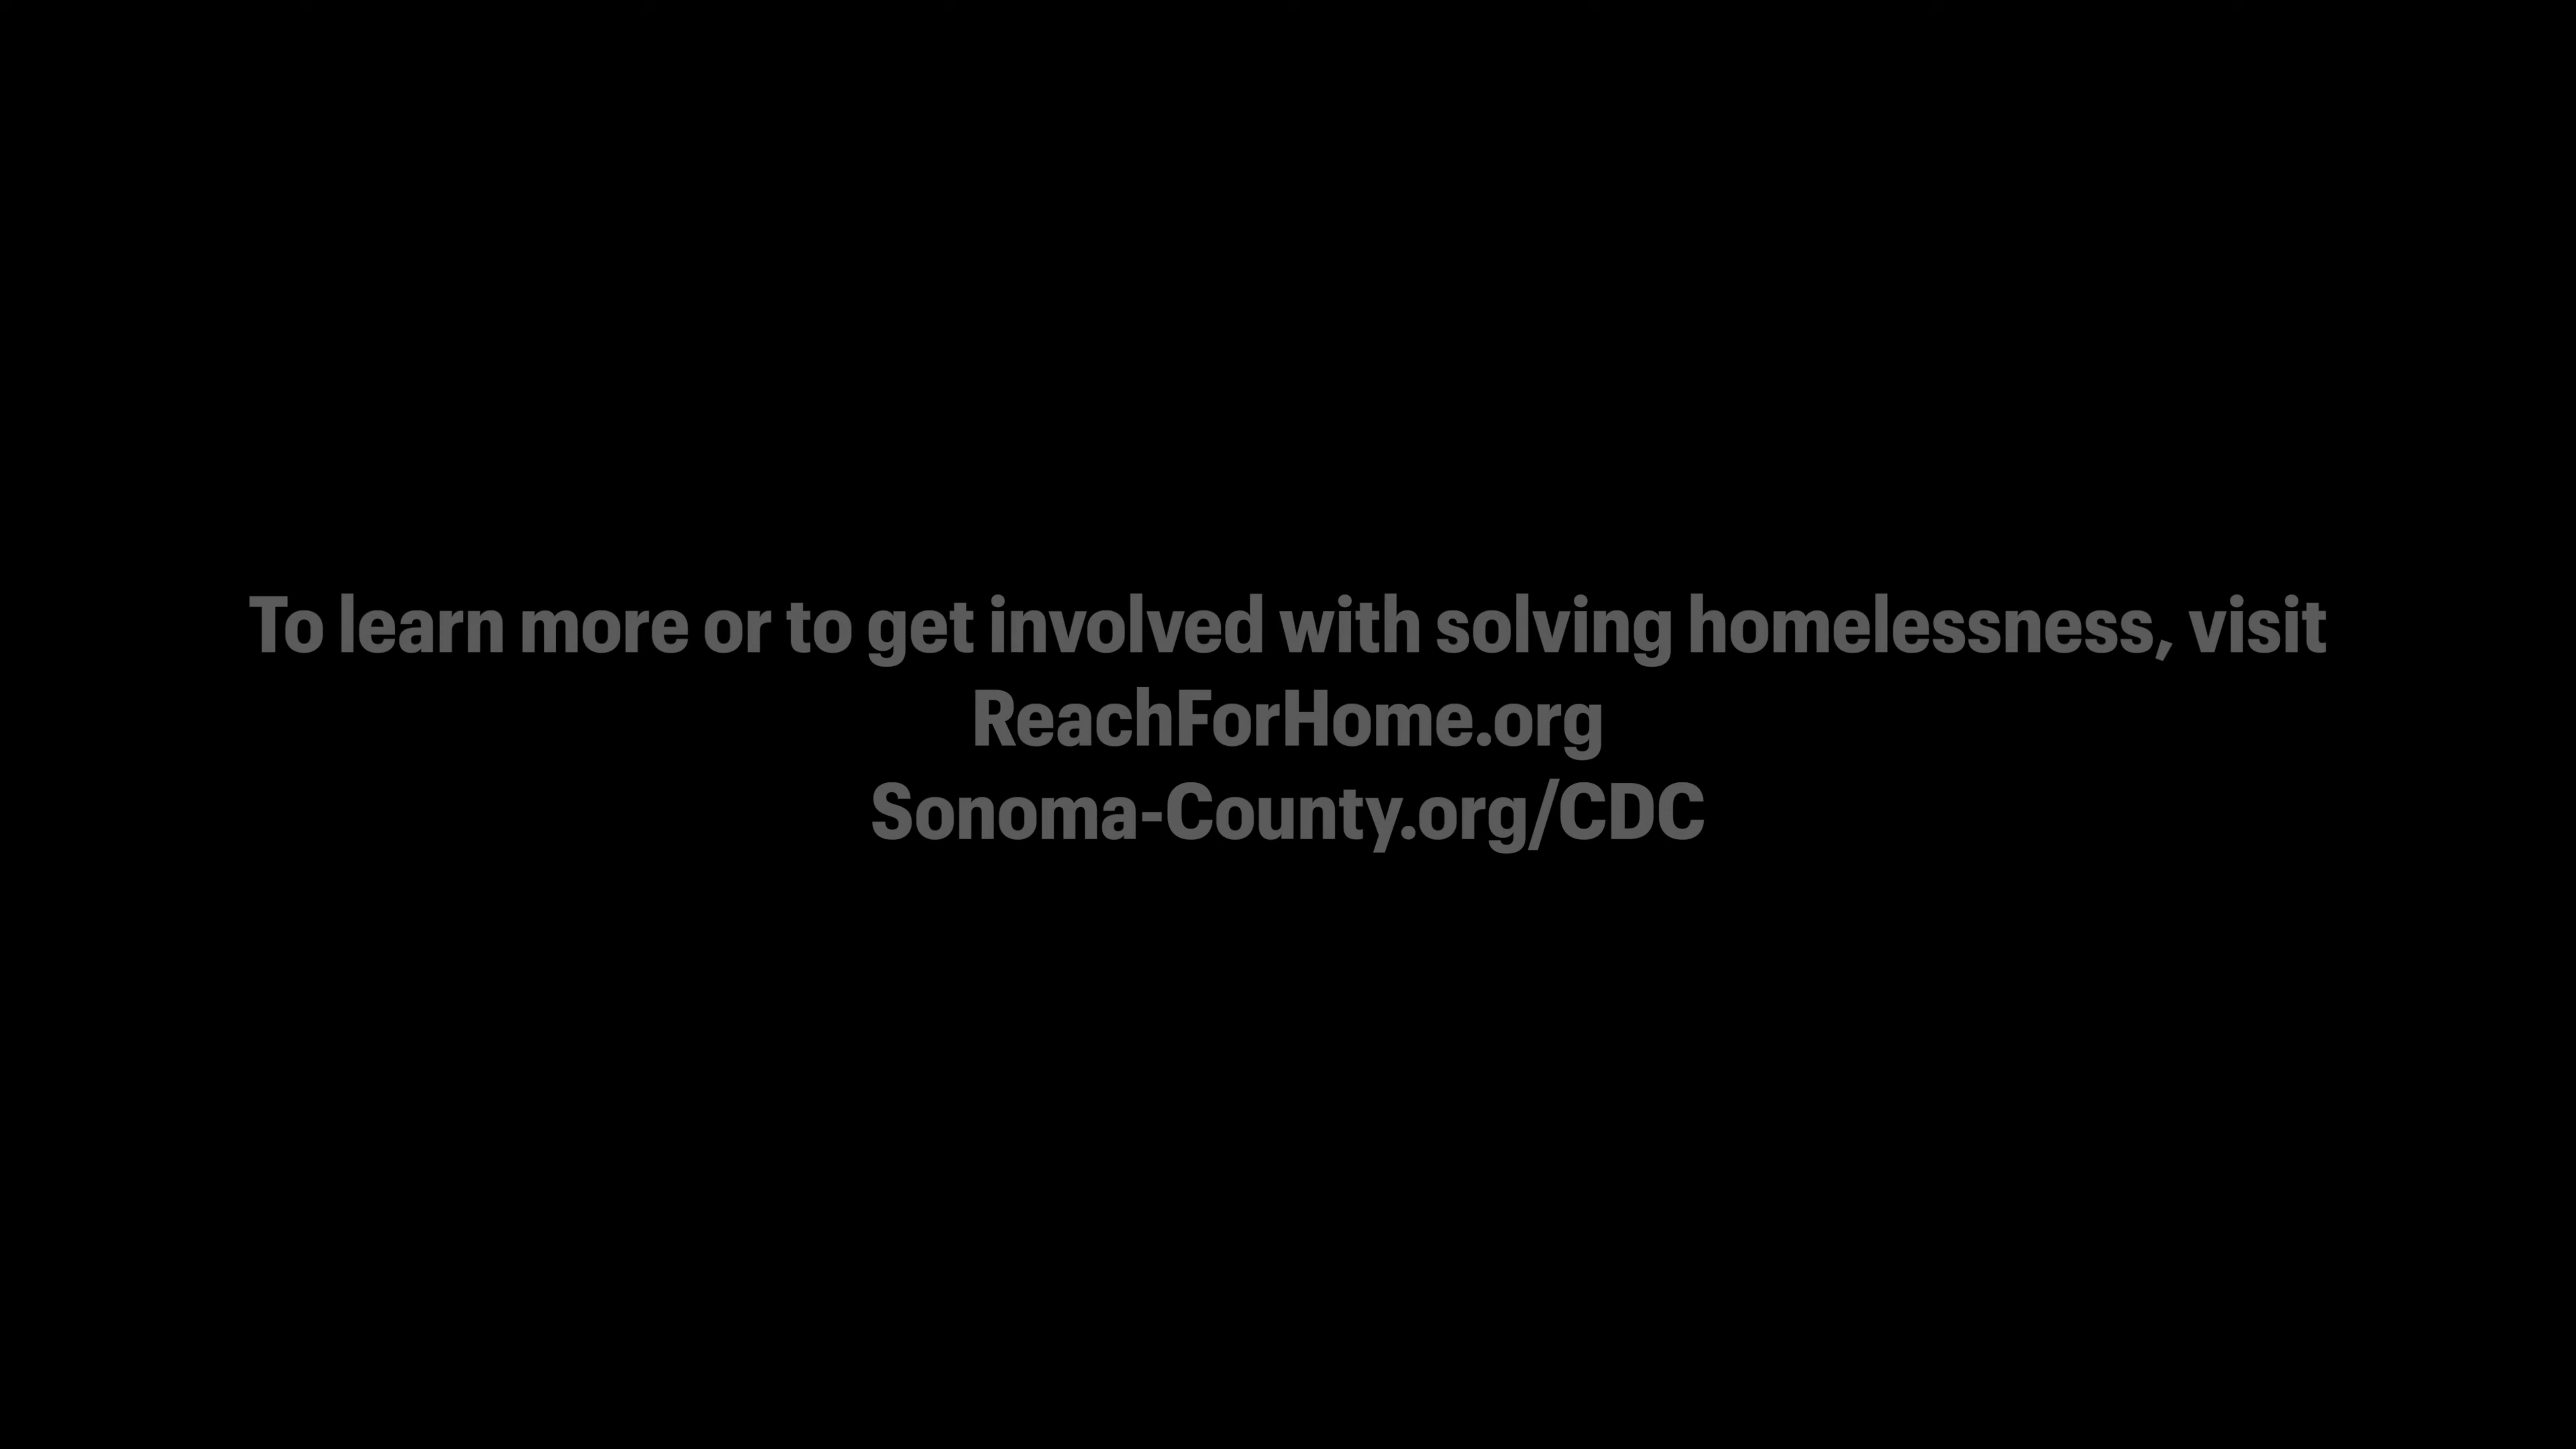 To learn more or to get involved with solving homelessness, visit
ReachForHome.org
Sonoma-County.org/CDC